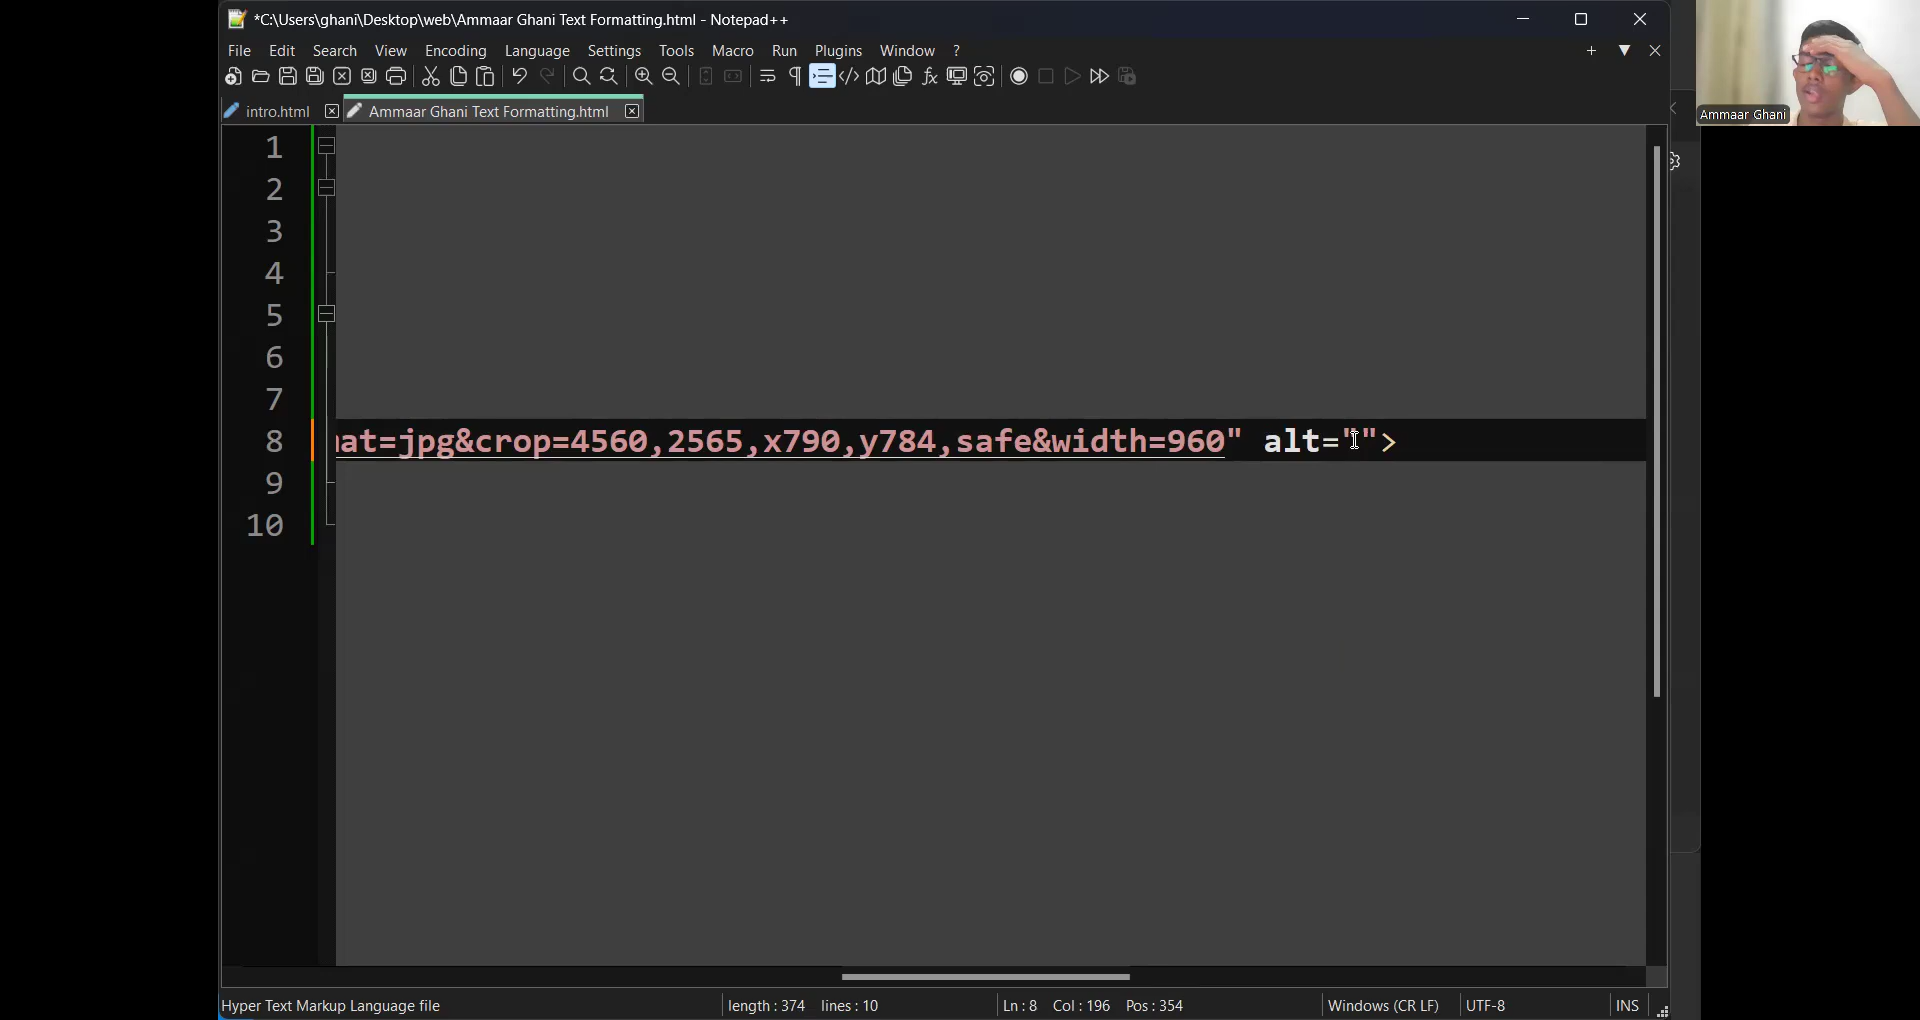 *C:\Users\ghani\Desktop\web\Ammaar Ghani Text Formatting.html - Notepad++
File Edit Search View Encoding Language Settings Tools Macro Run Plugins Window ?
intro.html Ammaar Ghani Text Formatting.html
Ammaar Ghani
1
2
3
4
5
6
7
8 mat=jpg&crop=4560,2565,x790,y784,safe&width=960" alt="">
9
10
Hyper Text Markup Language file length : 374 lines : 10 Ln : 8 Col : 196 Pos : 354 Windows (CR LF) UTF-8 INS